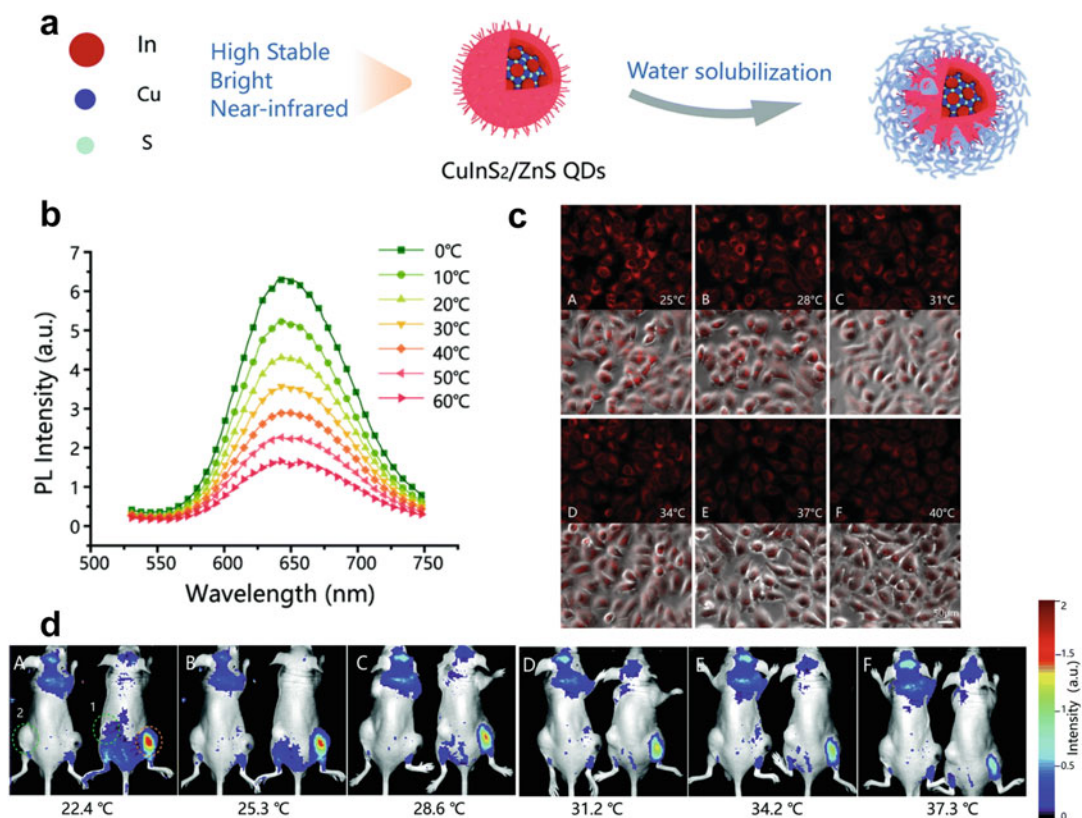 a
In
Cu
S
High Stable
Bright
Near-infrared
CuInS2/ZnS QDs
Water solubilization
b
PL Intensity (a.u.)
7
6
5
4
3
2
1
0
500
550
600
650
700
750
Wavelength (nm)
0℃
10℃
20℃
30℃
40℃
50℃
60℃
c
A
25℃
B
28℃
C
31℃
D
34℃
E
37℃
F
40℃
50μm
d
A
2
1
B
C
D
E
F
22.4 ℃
25.3 ℃
28.6 ℃
31.2 ℃
34.2 ℃
37.3 ℃
2
1.5
1
0.5
0
Intensity (a.u.)